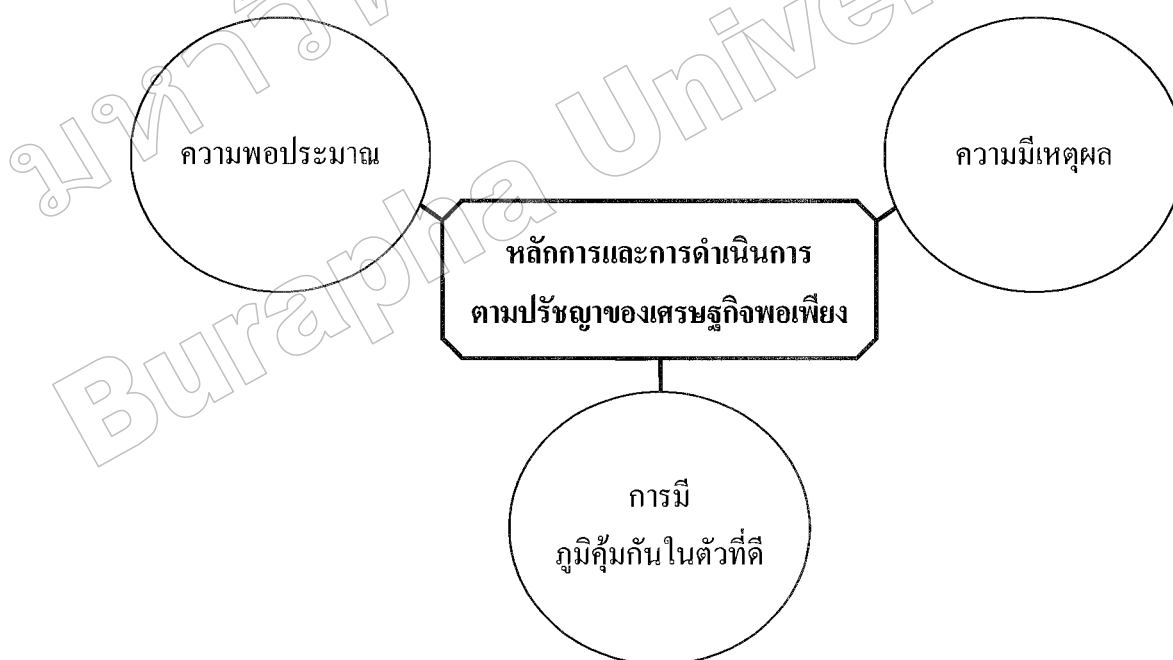 ความพอประมาณ
ความมีเหตุผล
หลักการและการดำเนินการ
ตามปรัชญาของเศรษฐกิจพอเพียง
การมี
ภูมิคุ้มกันในตัวที่ดี
Burapha